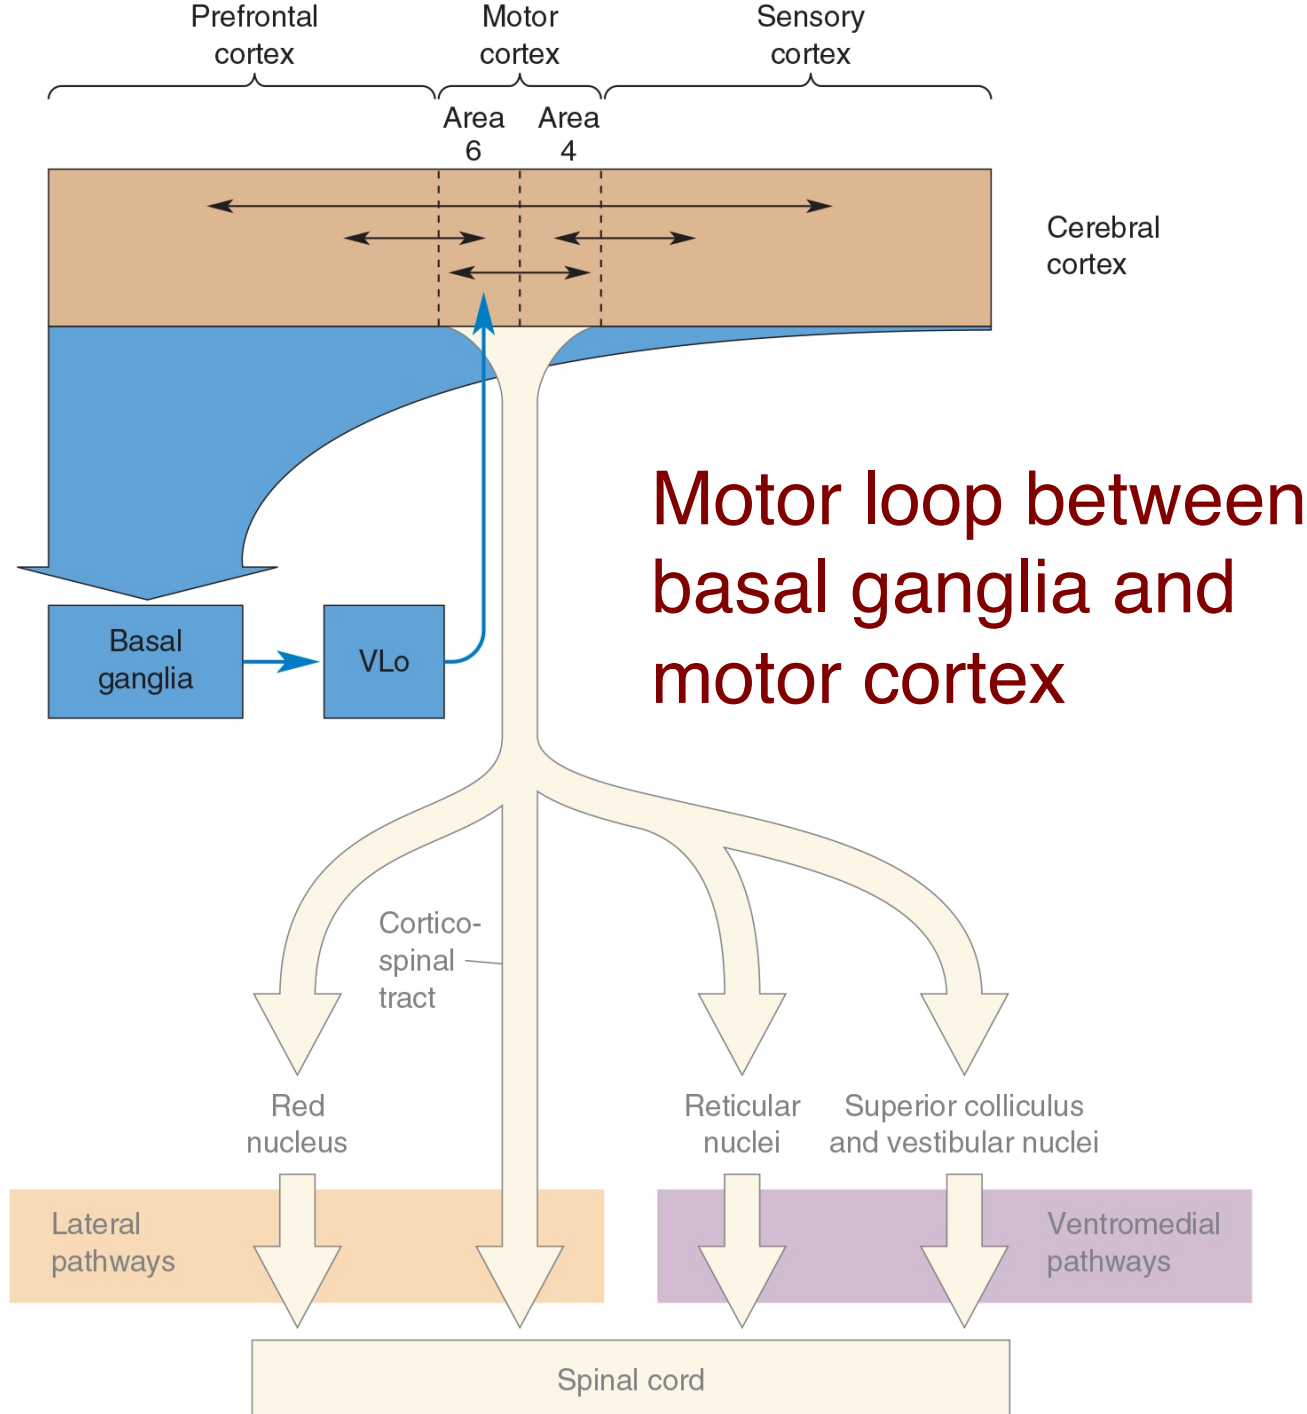 Prefrontal
cortex
Motor
cortex
Sensory
cortex
Area
6
Area
4
Cerebral
cortex
Motor loop between
basal ganglia and
motor cortex
Basal
ganglia
VLo
Cortico-
spinal
tract
Red
nucleus
Reticular
nuclei
Superior colliculus
and vestibular nuclei
Lateral
pathways
Ventromedial
pathways
Spinal cord